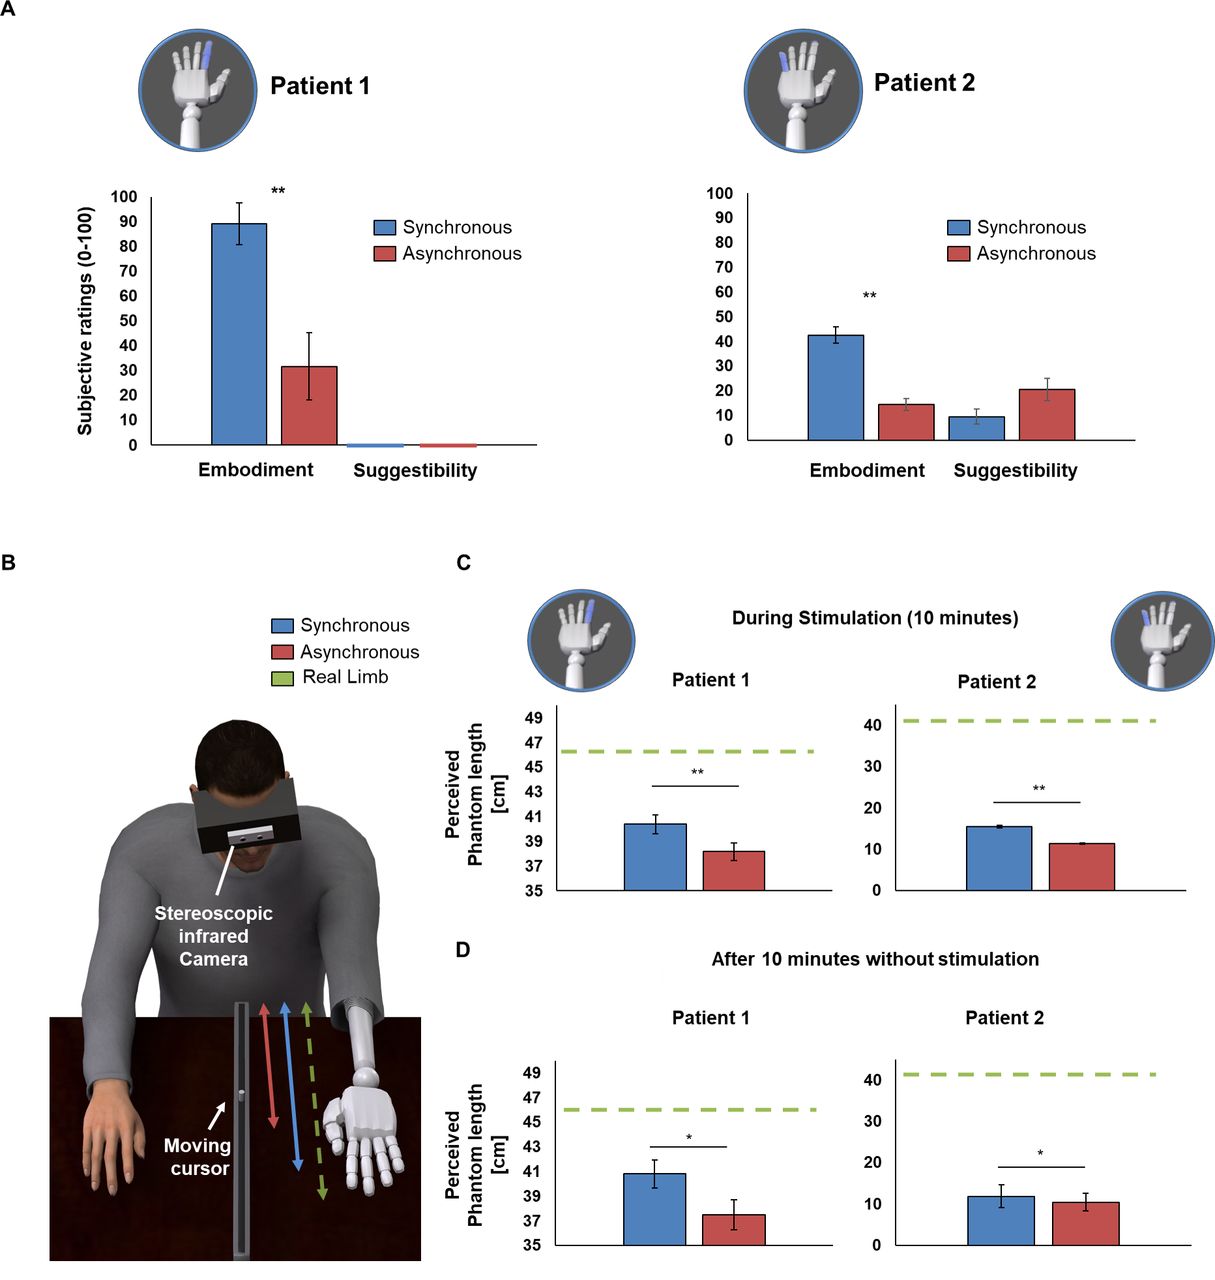 A
Patient 1
Patient 2
**
**
Subjective ratings (0-100)
100
90
80
70
60
50
40
30
20
10
0
Synchronous
Asynchronous
Embodiment
Suggestibility
100
90
80
70
60
50
40
30
20
10
0
Synchronous
Asynchronous
Embodiment
Suggestibility
B
Synchronous
Asynchronous
Real Limb
Stereoscopic
infrared
Camera
Moving
cursor
C
During Stimulation (10 minutes)
Patient 1
Patient 2
Perceived
Phantom length
[cm]
49
47
45
43
41
39
37
35
**
40
30
20
10
0
**
D
After 10 minutes without stimulation
Patient 1
Patient 2
Perceived
Phantom length
[cm]
49
47
45
43
41
39
37
35
*
40
30
20
10
0
*